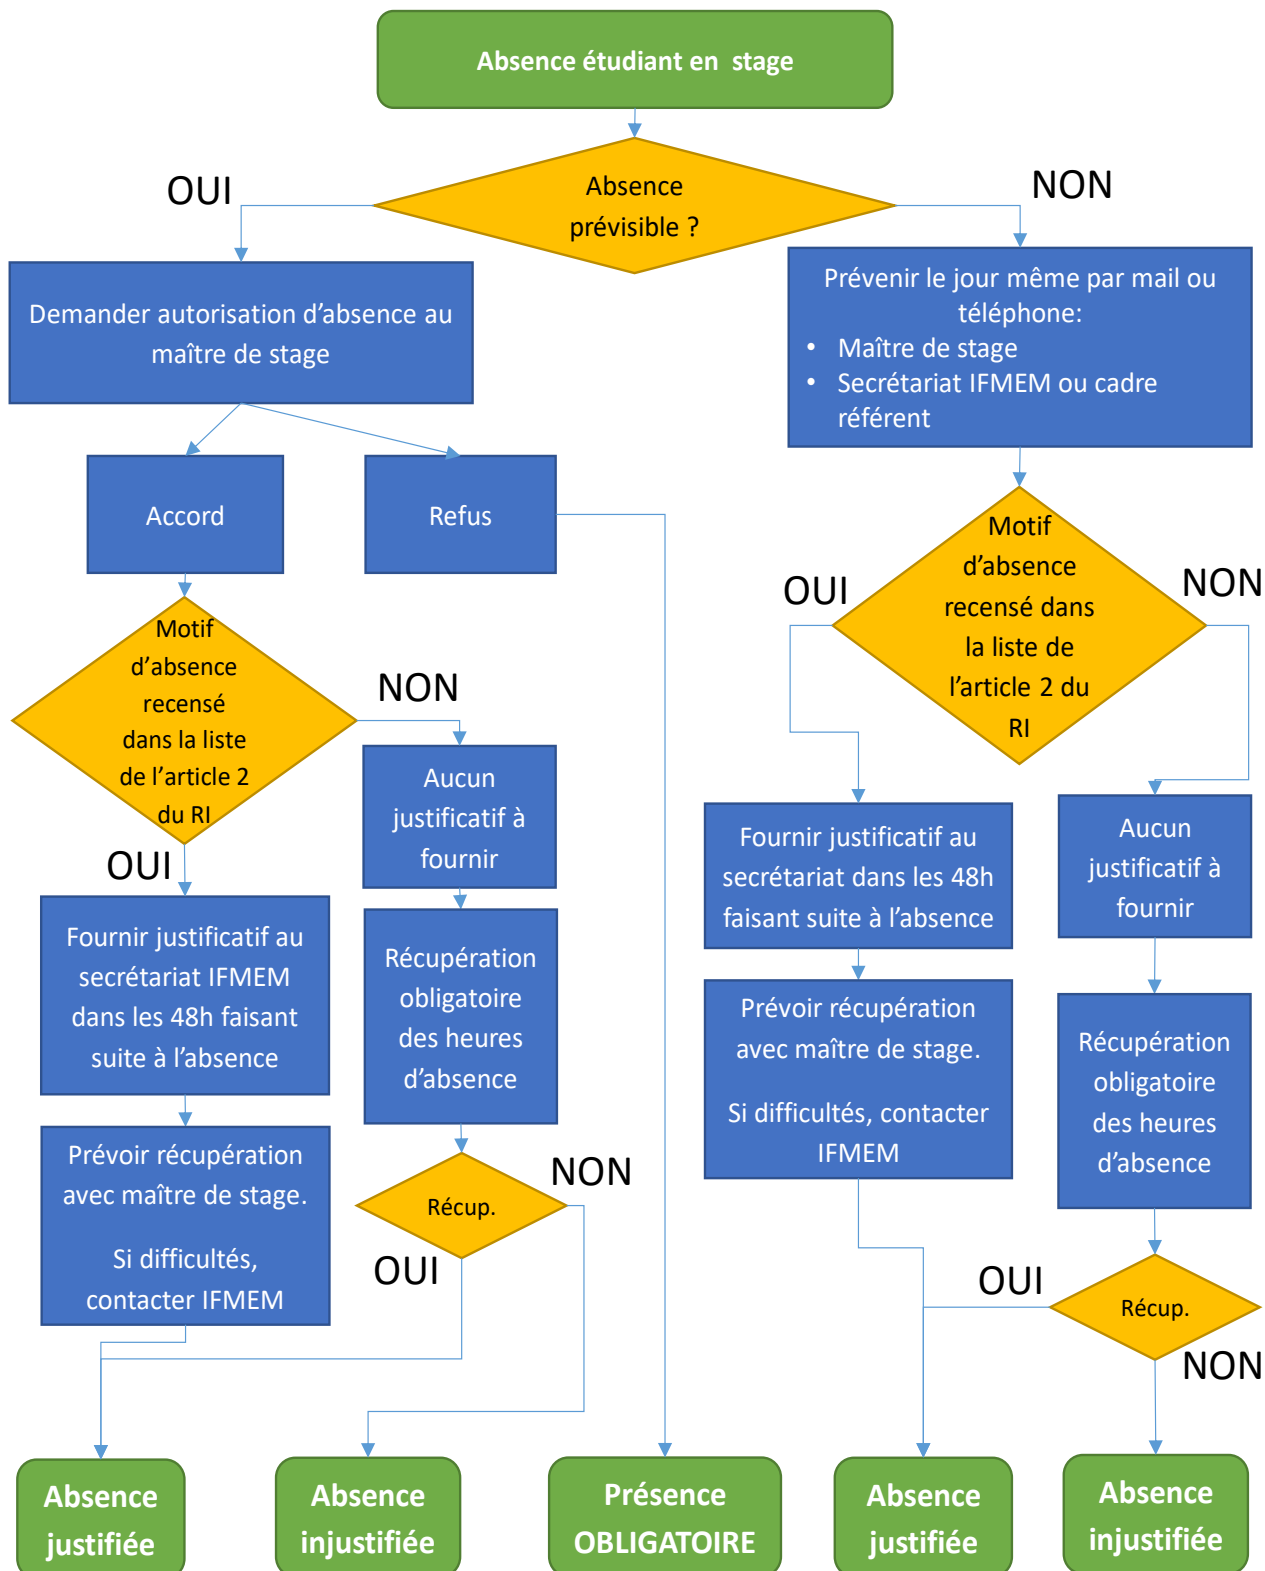 Absence étudiant en  stage
Absence
prévisible ?
OUI
NON
Demander autorisation d’absence au
maître de stage
Prévenir le jour même par mail ou
téléphone:
• Maître de stage
• Secrétariat IFMEM ou cadre
référent
Accord
Refus
Motif
d’absence
recensé
dans la liste
de l’article 2
du RI
NON
OUI
Aucun
justificatif à
fournir
Fournir justificatif au
secrétariat IFMEM
dans les 48h faisant
suite à l’absence
Récupération
obligatoire
des heures
d’absence
Prévoir récupération
avec maître de stage.
Si difficultés,
contacter IFMEM
Récup.
NON
OUI
Motif
d’absence
recensé dans
la liste de
l’article 2 du
RI
OUI
NON
Fournir justificatif au
secrétariat dans les 48h
faisant suite à l’absence
Aucun
justificatif à
fournir
Prévoir récupération
avec maître de stage.
Si difficultés, contacter
IFMEM
Récupération
obligatoire
des heures
d’absence
OUI
Récup.
NON
Absence
justifiée
Absence
injustifiée
Présence
OBLIGATOIRE
Absence
justifiée
Absence
injustifiée